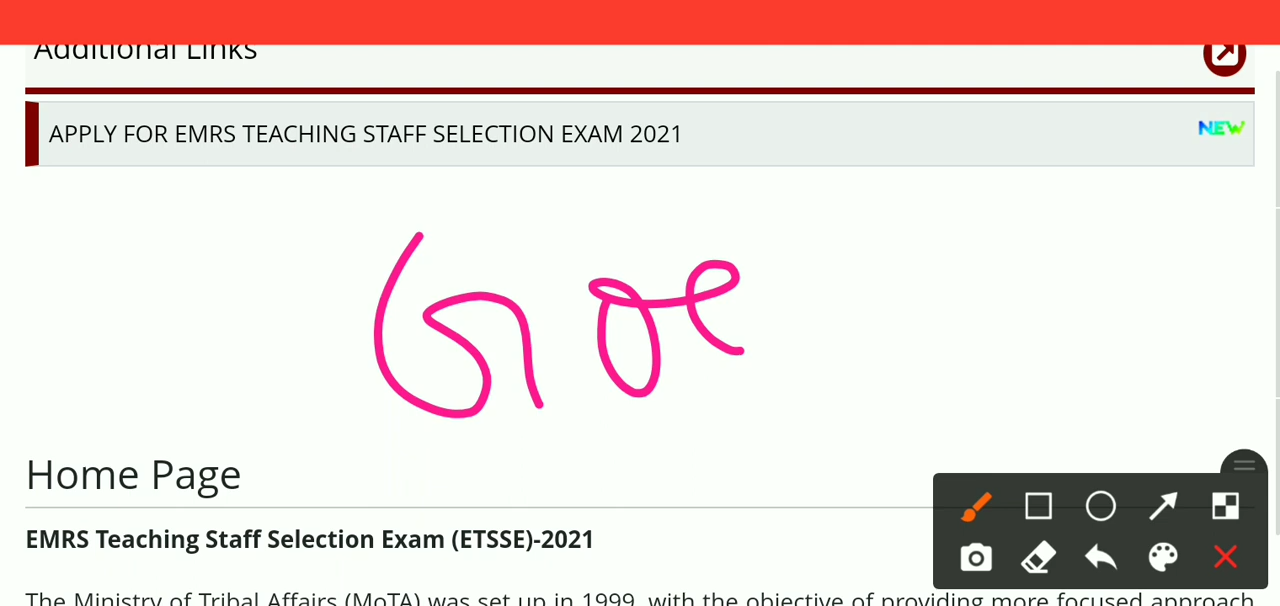 Additional Links
APPLY FOR EMRS TEACHING STAFF SELECTION EXAM 2021 NEW
Goe
Home Page
EMRS Teaching Staff Selection Exam (ETSSE)-2021
The Ministry of Tribal Affairs (MoTA) was set up in 1999, with the objective of providing more focused approach